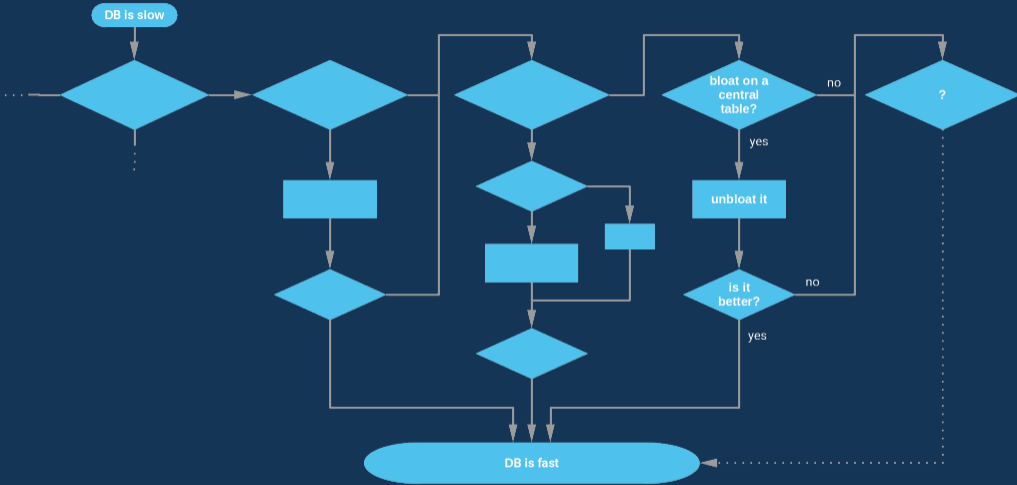 DB is slow
bloat on a
central
table?
no
?
yes
unbloat it
is it
better?
no
yes
DB is fast